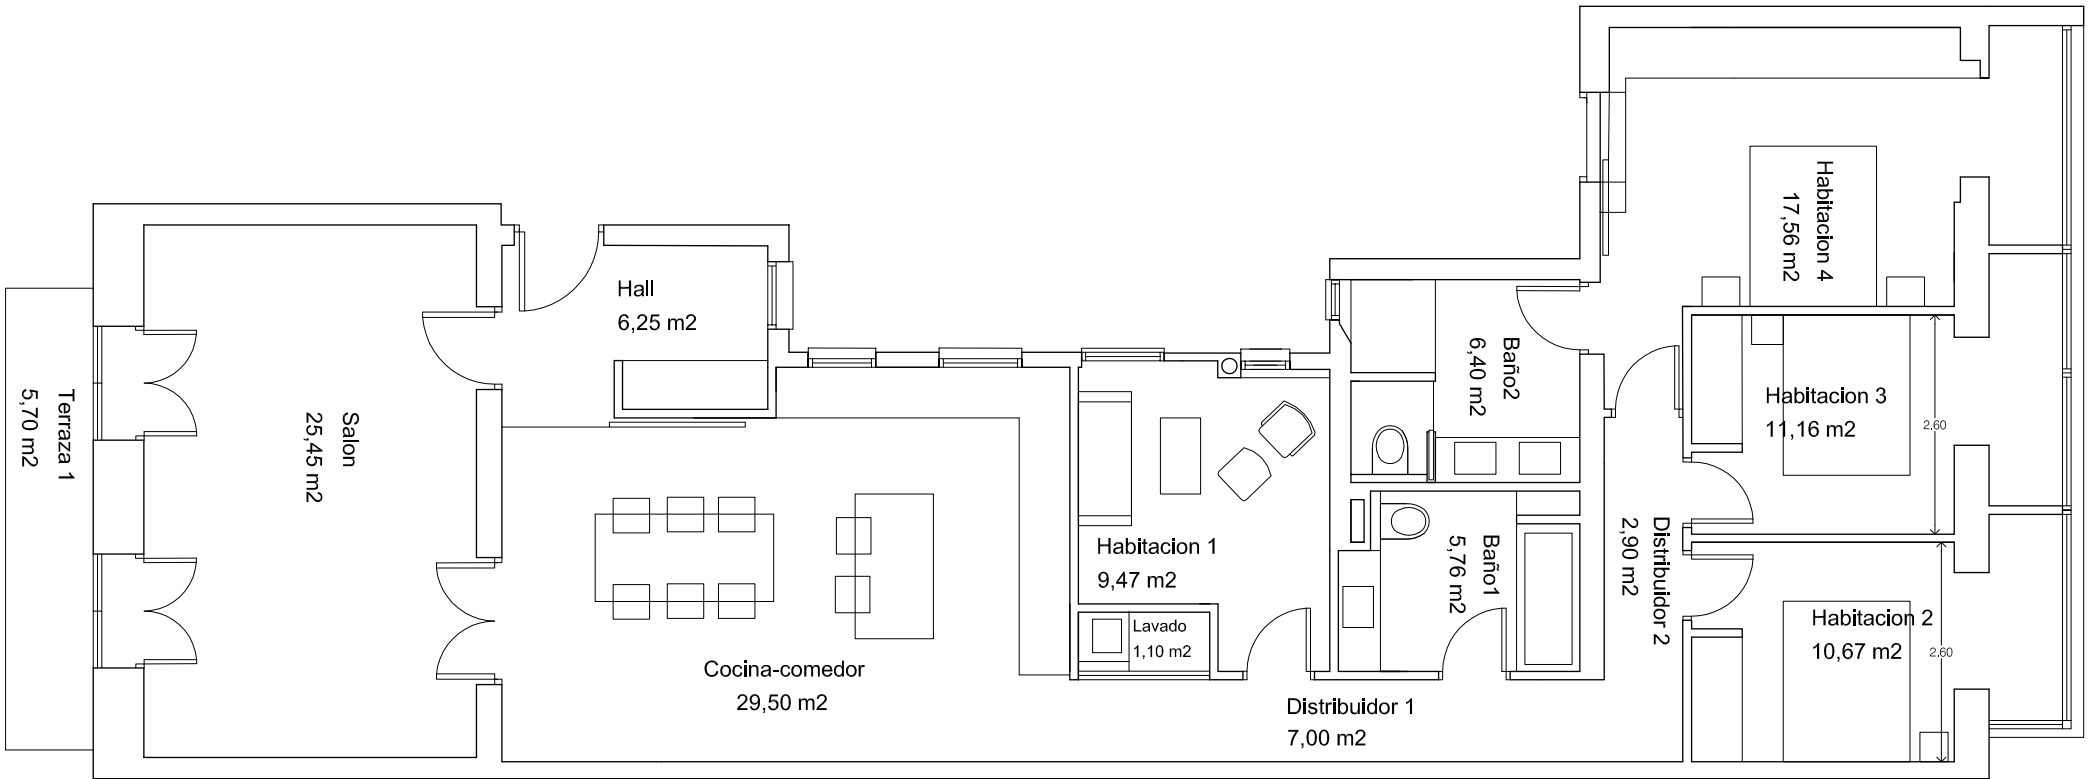 Terraza 1
5,70 m2
Salon
25,45 m2
Hall
6,25 m2
Cocina-comedor
29,50 m2
Habitacion 1
9,47 m2
Lavado
1,10 m2
Distribuidor 1
7,00 m2
Baño2
6,40 m2
Baño1
5,76 m2
Distribuidor 2
2,90 m2
Habitacion 4
17,56 m2
Habitacion 3
11,16 m2
2,60
Habitacion 2
10,67 m2
2,60